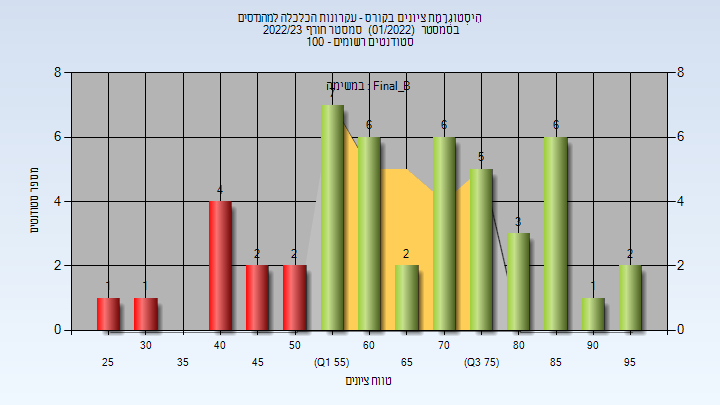 הִיסְטוֹגְרָמַת ציונים בקורס - עקרונות הכלכלה למהנדסים
בסמסטר (01/2022) סמסטר חורף 2022/23
סטודנטים רשומים - 100
במשימה : Final_B
מספר סטודנטים
8 8
6 6
4 4
2 2
0 0
1 1 4 2 2 7 6 2 6 5 3 6 1 2
30 40 50 60 70 80 90
25 35 45 (Q1 55) 65 (Q3 75) 85 95
טווח ציונים